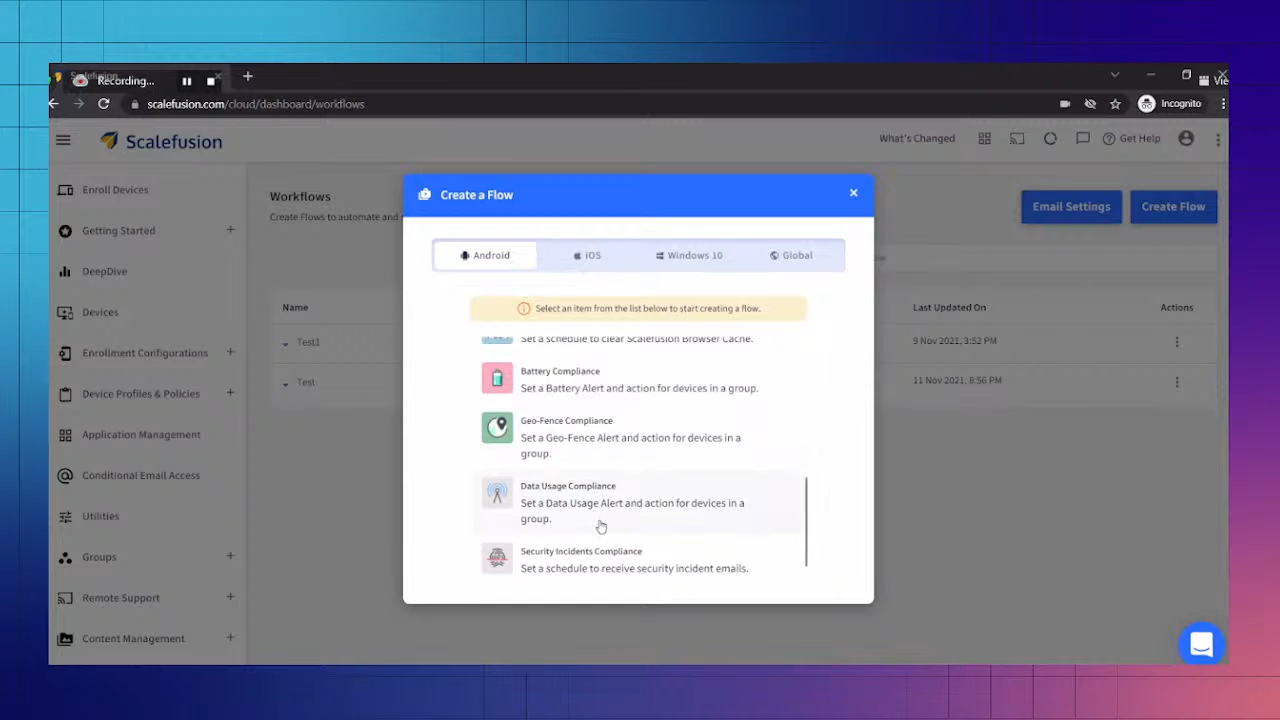 Scalefusion
Recording...
Vie
scalefusion.com/cloud/dashboard/workflows
Incognito
Scalefusion
What's Changed
Get Help
Enroll Devices
Getting Started
DeepDive
Devices
Enrollment Configurations
Device Profiles & Policies
Application Management
Conditional Email Access
Utilities
Groups
Remote Support
Content Management
Workflows
Create Flows to automate and
Email Settings
Create Flow
Name
Last Updated On
Actions
Test1
9 Nov 2021, 3:52 PM
Test
11 Nov 2021, 8:56 PM
Create a Flow
Android
iOS
Windows 10
Global
Select an item from the list below to start creating a flow.
Set a schedule to clear Scalefusion Browser Cache.
Battery Compliance
Set a Battery Alert and action for devices in a group.
Geo-Fence Compliance
Set a Geo-Fence Alert and action for devices in a
group.
Data Usage Compliance
Set a Data Usage Alert and action for devices in a
group.
Security Incidents Compliance
Set a schedule to receive security incident emails.